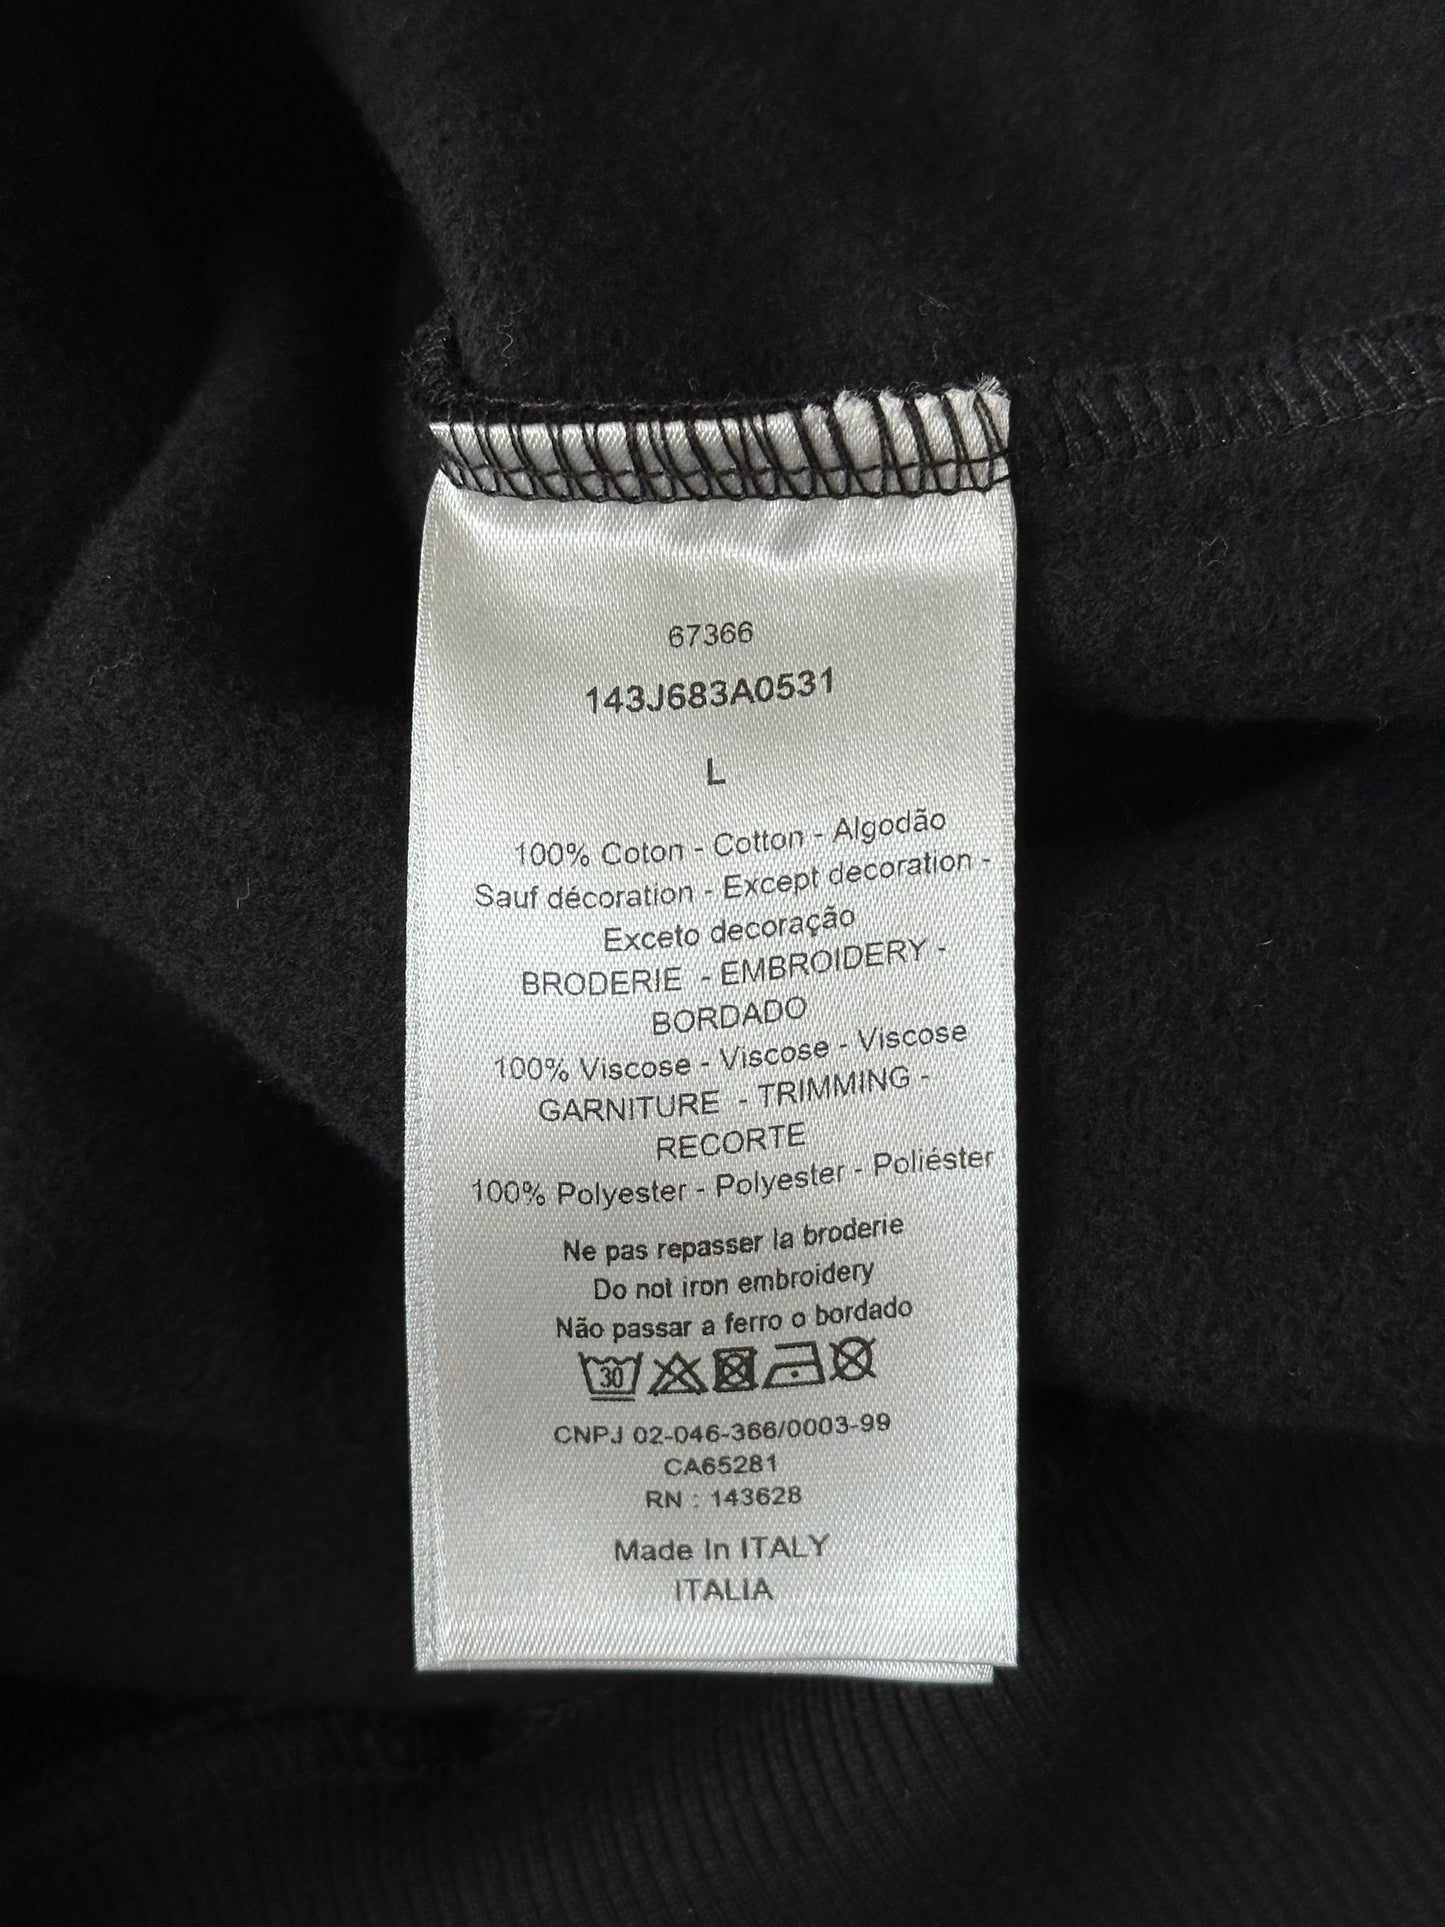 67366
143J683A0531
L
100% Coton - Cotton - Algodão
Sauf décoration - Except decoration -
Exceto decoração
BRODERIE - EMBROIDERY -
BORDADO
100% Viscose - Viscose - Viscose
GARNITURE - TRIMMING -
RECORTE
100% Polyester - Polyester - Poliéster
Ne pas repasser la broderie
Do not iron embroidery
Não passar a ferro o bordado
30
CNPJ 02-046-366/0003-99
CA65281
RN : 143628
Made In ITALY
ITALIA